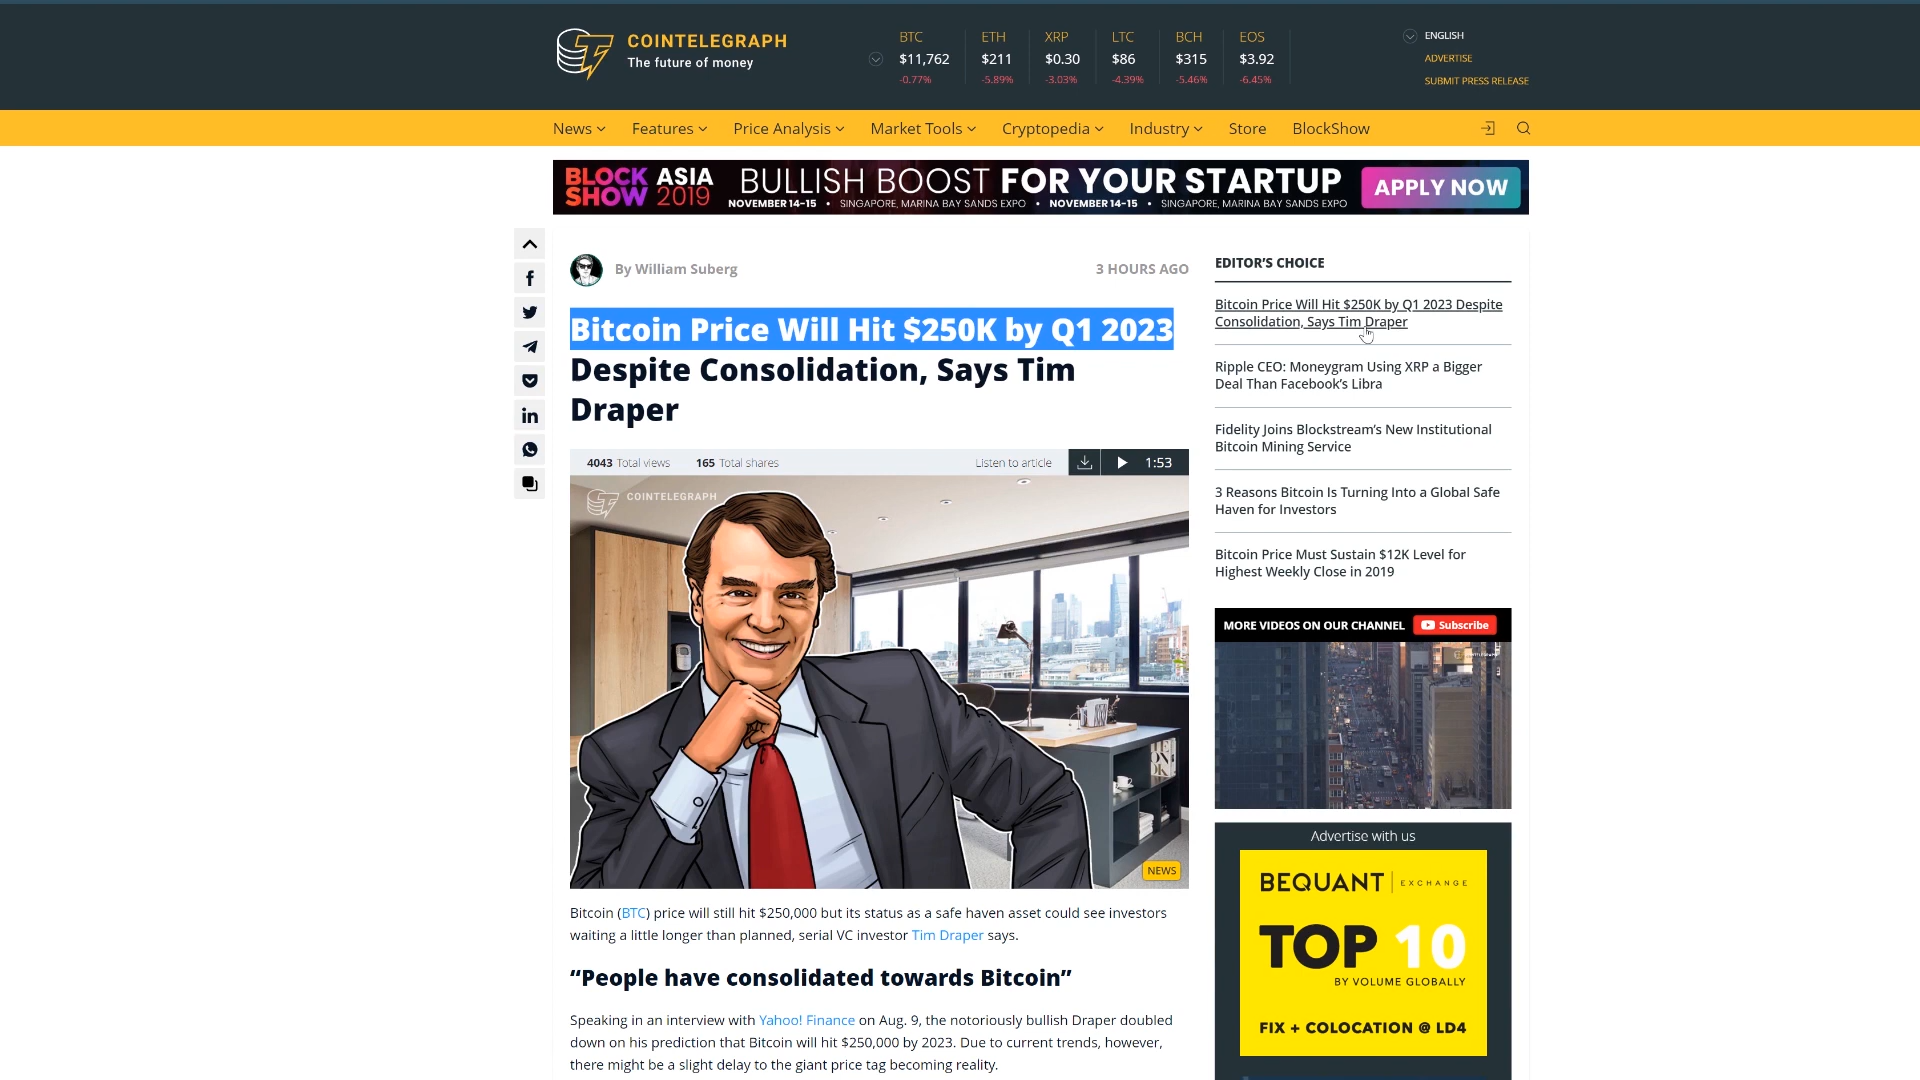 COINTELEGRAPH
The future of money
BTC
$11,762
-0.77%
ETH
$211
-5.89%
XRP
$0.30
-3.03%
LTC
$86
-4.39%
BCH
$315
-5.46%
EOS
$3.92
-6.45%
ENGLISH
ADVERTISE
SUBMIT PRESS RELEASE
News Features Price Analysis Market Tools Cryptopedia Industry Store BlockShow
BLOCK SHOW ASIA 2019
BULLISH BOOST FOR YOUR STARTUP
NOVEMBER 14-15 • SINGAPORE, MARINA BAY SANDS EXPO • NOVEMBER 14-15 • SINGAPORE, MARINA BAY SANDS EXPO
APPLY NOW
By William Suberg
3 HOURS AGO
Bitcoin Price Will Hit $250K by Q1 2023
Despite Consolidation, Says Tim
Draper
4043 Total views 165 Total shares
Listen to article
1:53
COINTELEGRAPH
NEWS
Bitcoin (BTC) price will still hit $250,000 but its status as a safe haven asset could see investors
waiting a little longer than planned, serial VC investor Tim Draper says.
“People have consolidated towards Bitcoin”
Speaking in an interview with Yahoo! Finance on Aug. 9, the notoriously bullish Draper doubled
down on his prediction that Bitcoin will hit $250,000 by 2023. Due to current trends, however,
there might be a slight delay to the giant price tag becoming reality.
EDITOR’S CHOICE
Bitcoin Price Will Hit $250K by Q1 2023 Despite
Consolidation, Says Tim Draper
Ripple CEO: Moneygram Using XRP a Bigger
Deal Than Facebook’s Libra
Fidelity Joins Blockstream’s New Institutional
Bitcoin Mining Service
3 Reasons Bitcoin Is Turning Into a Global Safe
Haven for Investors
Bitcoin Price Must Sustain $12K Level for
Highest Weekly Close in 2019
MORE VIDEOS ON OUR CHANNEL
Subscribe
Advertise with us
BEQUANT | EXCHANGE
TOP 10
BY VOLUME GLOBALLY
FIX + COLOCATION @ LD4